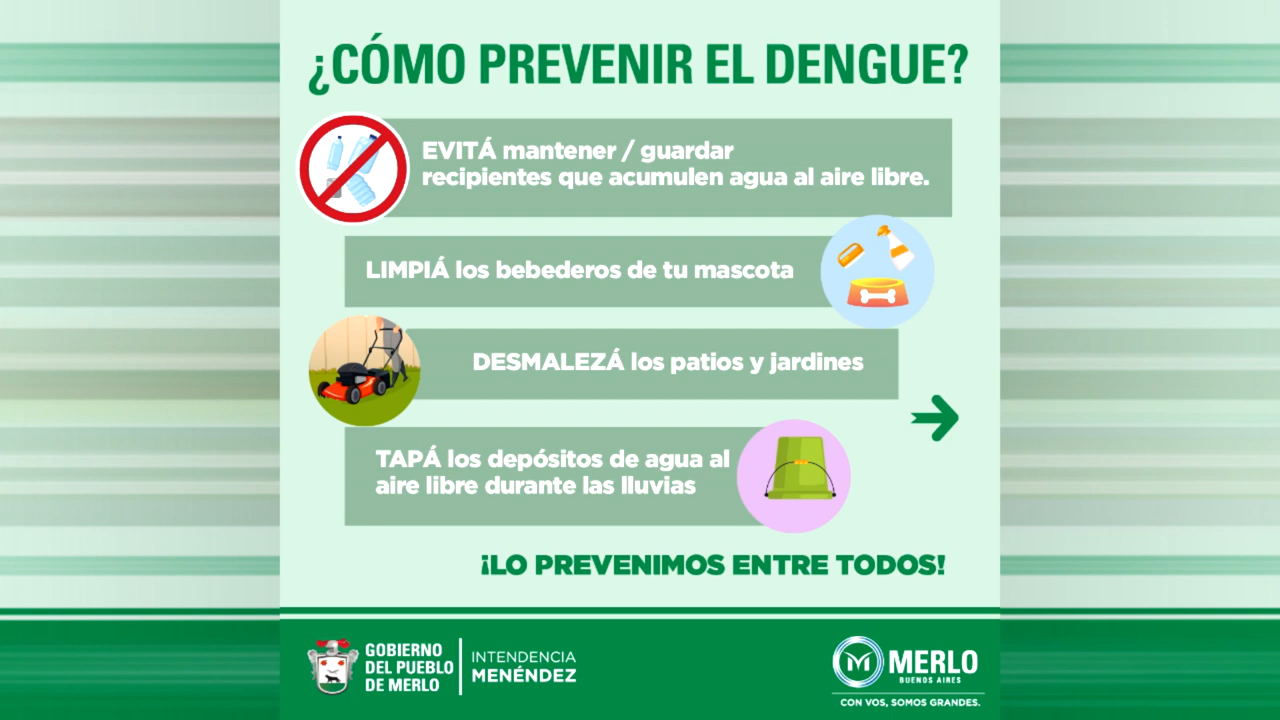 ¿CÓMO PREVENIR EL DENGUE?
EVITÁ mantener / guardar
recipientes que acumulen agua al aire libre.
LIMPIÁ los bebederos de tu mascota
DESMALEZÁ los patios y jardines
TAPÁ los depósitos de agua al
aire libre durante las lluvias
¡LO PREVENIMOS ENTRE TODOS!
GOBIERNO
DEL PUEBLO
DE MERLO
INTENDENCIA
MENÉNDEZ
MERLO
BUENOS AIRES
CON VOS, SOMOS GRANDES.